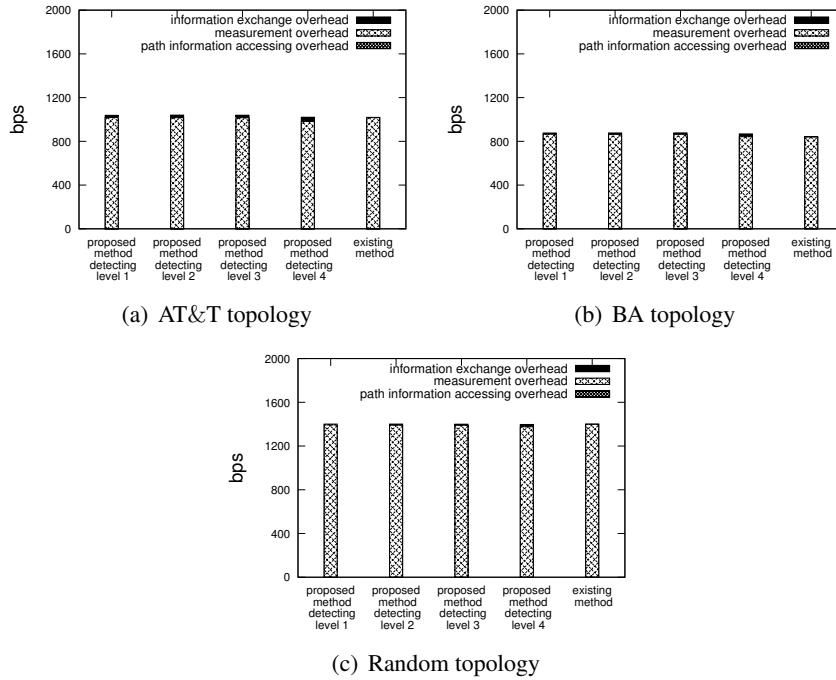 2000
1600
1200
800
400
0
bps
information exchange overhead
measurement overhead
path information accessing overhead
proposed method detecting level 1
proposed method detecting level 2
proposed method detecting level 3
proposed method detecting level 4
existing method
(a) AT&T topology
2000
1600
1200
800
400
0
bps
information exchange overhead
measurement overhead
path information accessing overhead
proposed method detecting level 1
proposed method detecting level 2
proposed method detecting level 3
proposed method detecting level 4
existing method
(b) BA topology
2000
1600
1200
800
400
0
bps
information exchange overhead
measurement overhead
path information accessing overhead
proposed method detecting level 1
proposed method detecting level 2
proposed method detecting level 3
proposed method detecting level 4
existing method
(c) Random topology